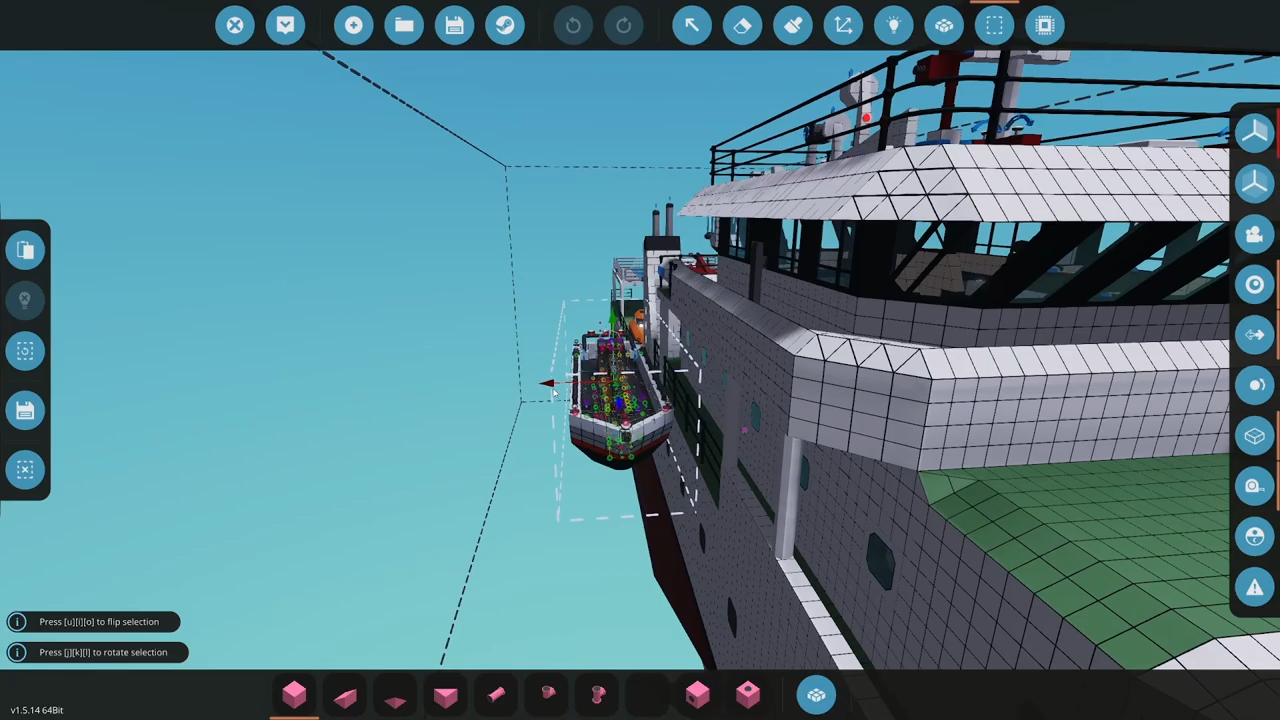 Press [u][i][o] to flip selection
Press [j][k][l] to rotate selection
v1.5.14 64Bit